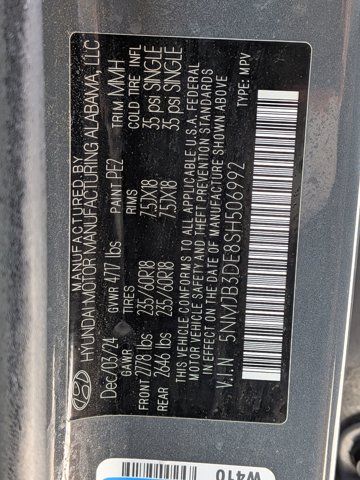 MANUFACTURED BY
HYUNDAI MOTOR MANUFACTURING ALABAMA, LLC
Dec/03/24 GVWR 4717 lbs PAINT PE2 TRIM MMH
GAWR TIRES RIMS COLD TIRE INFL
FRONT 2778 lbs 235/60R18 7.5JX18 35 psi SINGLE
REAR 2646 lbs 235/60R18 7.5JX18 35 psi SINGLE
THIS VEHICLE CONFORMS TO ALL APPLICABLE U.S.A. FEDERAL
MOTOR VEHICLE SAFETY AND THEFT PREVENTION STANDARDS
IN EFFECT ON THE DATE OF MANUFACTURE SHOWN ABOVE
V.I.N: 5NMJB3DE8SH506992 TYPE: MPV
W410